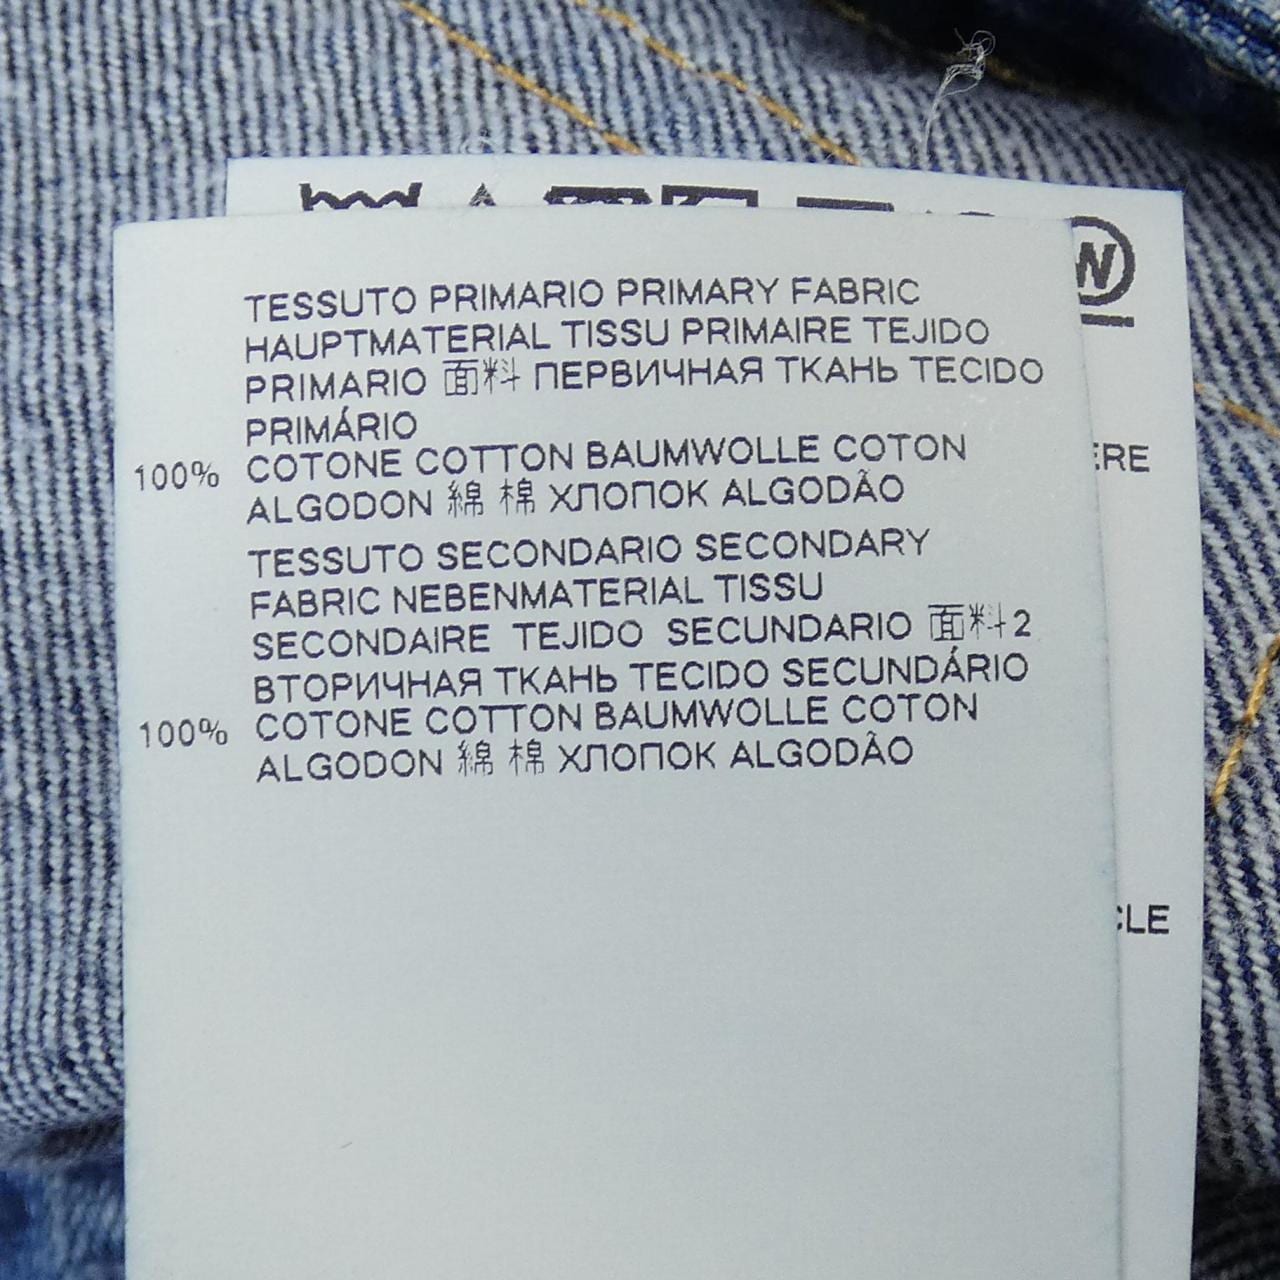 W
TESSUTO PRIMARIO PRIMARY FABRIC
HAUPTMATERIAL TISSU PRIMAIRE TEJIDO
PRIMARIO 面料 ПЕРВИЧНАЯ ТКАНЬ TECIDO
PRIMÁRIO
100% COTONE COTTON BAUMWOLLE COTON
ALGODON 綿 棉 ХЛОПОК ALGODÃO
TESSUTO SECONDARIO SECONDARY
FABRIC NEBENMATERIAL TISSU
SECONDAIRE TEJIDO SECUNDARIO 面料2
ВТОРИЧНАЯ ТКАНЬ TECIDO SECUNDÁRIO
100% COTONE COTTON BAUMWOLLE COTON
ALGODON 綿 棉 ХЛОПОК ALGODÃO